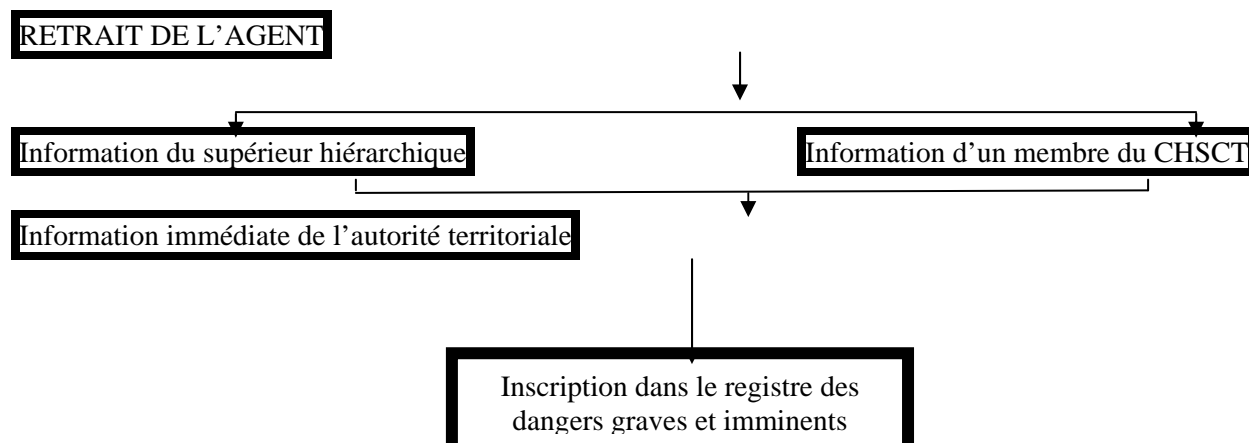 RETRAIT DE L’AGENT
Information du supérieur hiérarchique
Information d’un membre du CHSCT
Information immédiate de l’autorité territoriale
Inscription dans le registre des
dangers graves et imminents